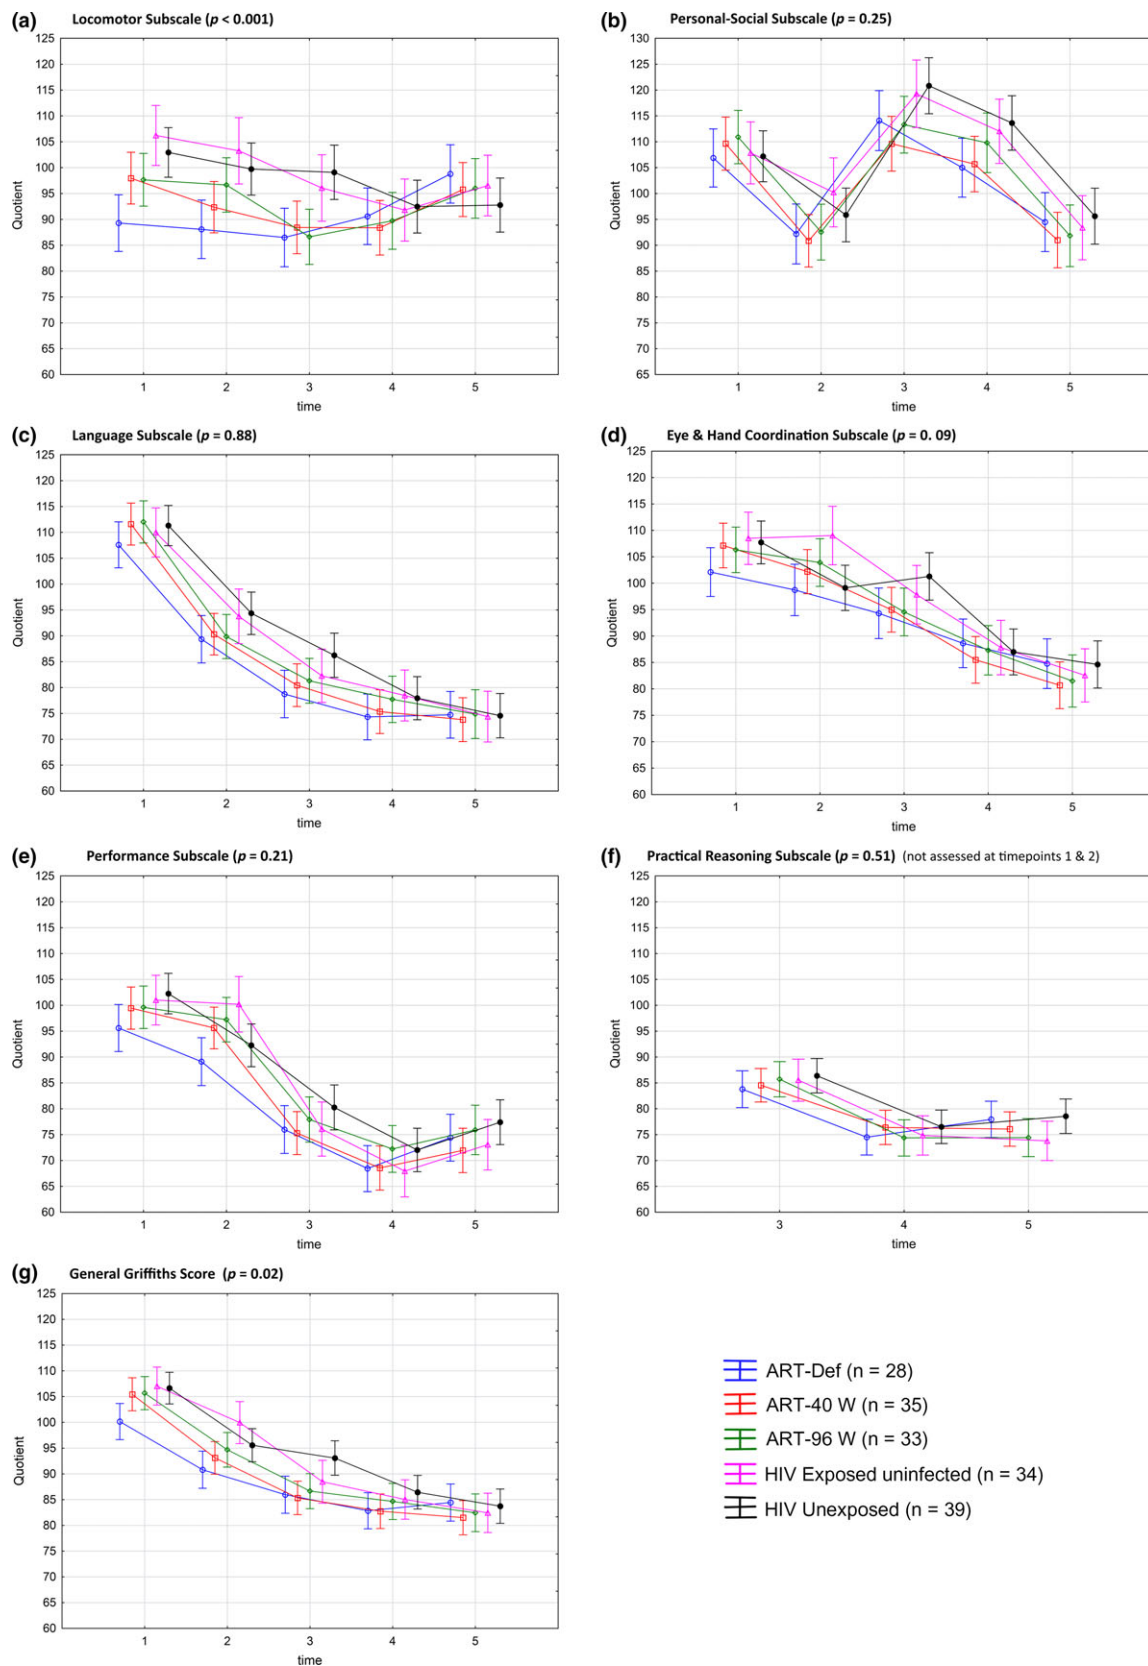 (a) Locomotor Subscale (p < 0.001)
125
120
115
110
105
100
95
90
85
80
75
70
65
60
Quotient
1 2 3 4 5
time
(b) Personal-Social Subscale (p = 0.25)
130
125
120
115
110
105
100
95
90
85
80
75
70
65
Quotient
1 2 3 4 5
time
(c) Language Subscale (p = 0.88)
125
120
115
110
105
100
95
90
85
80
75
70
65
60
Quotient
1 2 3 4 5
time
(d) Eye & Hand Coordination Subscale (p = 0. 09)
125
120
115
110
105
100
95
90
85
80
75
70
65
60
Quotient
1 2 3 4 5
time
(e) Performance Subscale (p = 0.21)
125
120
115
110
105
100
95
90
85
80
75
70
65
60
Quotient
1 2 3 4 5
time
(f) Practical Reasoning Subscale (p = 0.51) (not assessed at timepoints 1 & 2)
125
120
115
110
105
100
95
90
85
80
75
70
65
60
Quotient
3 4 5
time
(g) General Griffiths Score (p = 0.02)
125
120
115
110
105
100
95
90
85
80
75
70
65
60
Quotient
1 2 3 4 5
time
ART-Def (n = 28)
ART-40 W (n = 35)
ART-96 W (n = 33)
HIV Exposed uninfected (n = 34)
HIV Unexposed (n = 39)